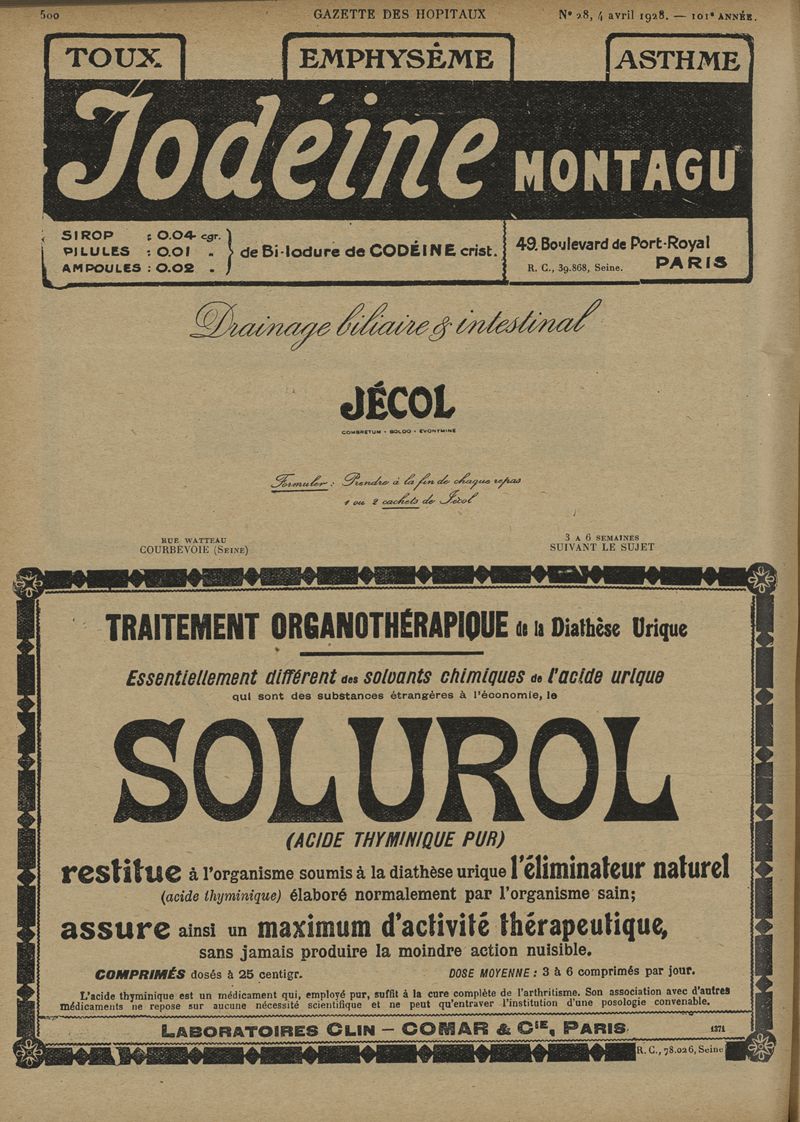 500 GAZETTE DES HOPITAUX Nº 28, 4 avril 1928. — 101e ANNÉE.
TOUX EMPHYSÈME ASTHME
Iodéine MONTAGU
SIROP : 0.04 cgr.
PILULES : 0.01 „
AMPOULES : 0.02 „
de Bi-Iodure de CODÉINE crist.
49, Boulevard de Port-Royal
R. C., 39.868, Seine. PARIS
Drainage biliaire & intestinal
JÉCOL
COMBRETUM - BOLDO - EVONYMINE
Formuler : Prendre à la fin de chaque repas
1 ou 2 cachets de Jécol
RUE WATTEAU
COURBEVOIE (SEINE)
3 A 6 SEMAINES
SUIVANT LE SUJET
TRAITEMENT ORGANOTHÉRAPIQUE de la Diathèse Urique
Essentiellement différent des solvants chimiques de l'acide urique
qui sont des substances étrangères à l'économie, le
SOLUROL
(ACIDE THYMINIQUE PUR)
restitue à l'organisme soumis à la diathèse urique l'éliminateur naturel
(acide thyminique) élaboré normalement par l'organisme sain;
assure ainsi un maximum d'activité thérapeutique,
sans jamais produire la moindre action nuisible.
COMPRIMÉS dosés à 25 centigr. DOSE MOYENNE : 3 à 6 comprimés par jour.
L'acide thyminique est un médicament qui, employé pur, suffit à la cure complète de l'arthritisme. Son association avec d'autres
médicaments ne repose sur aucune nécessité scientifique et ne peut qu'entraver l'institution d'une posologie convenable.
LABORATOIRES CLIN — COMAR & CIE, PARIS 1371
R. C., 78.026, Seine